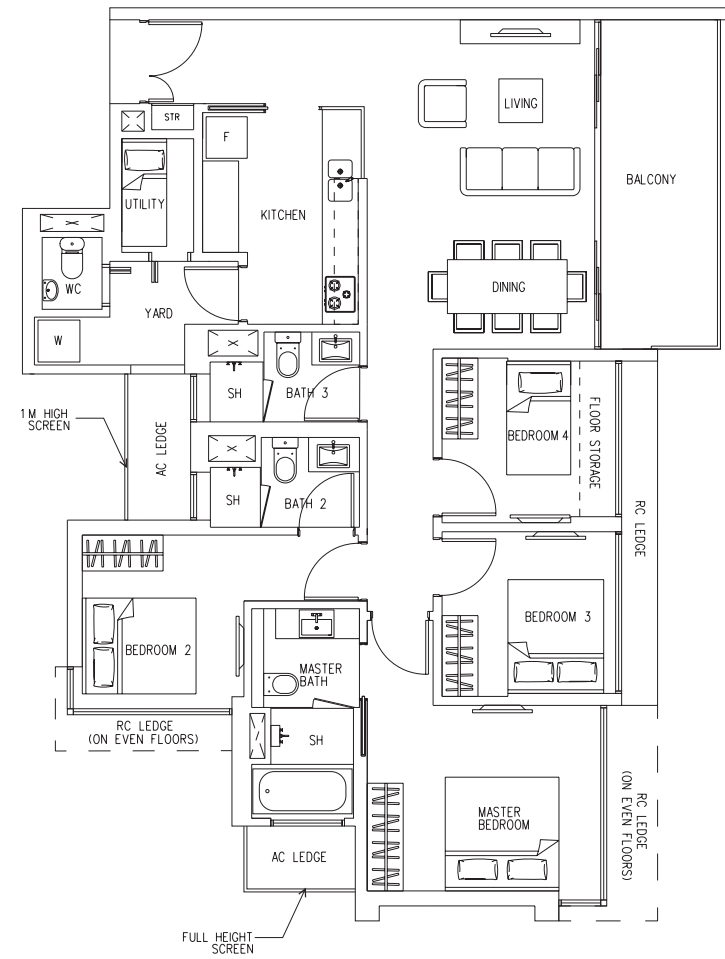 STR
F
LIVING
UTILITY
BALCONY
KITCHEN
WC
DINING
YARD
W
SH
BATH 3
1M HIGH
SCREEN
AC LEDGE
BEDROOM 4
FLOOR STORAGE
SH
BATH 2
RC LEDGE
BEDROOM 3
BEDROOM 2
MASTER
BATH
RC LEDGE
(ON EVEN FLOORS)
SH
MASTER
BEDROOM
RC LEDGE
(ON EVEN FLOORS)
AC LEDGE
FULL HEIGHT
SCREEN